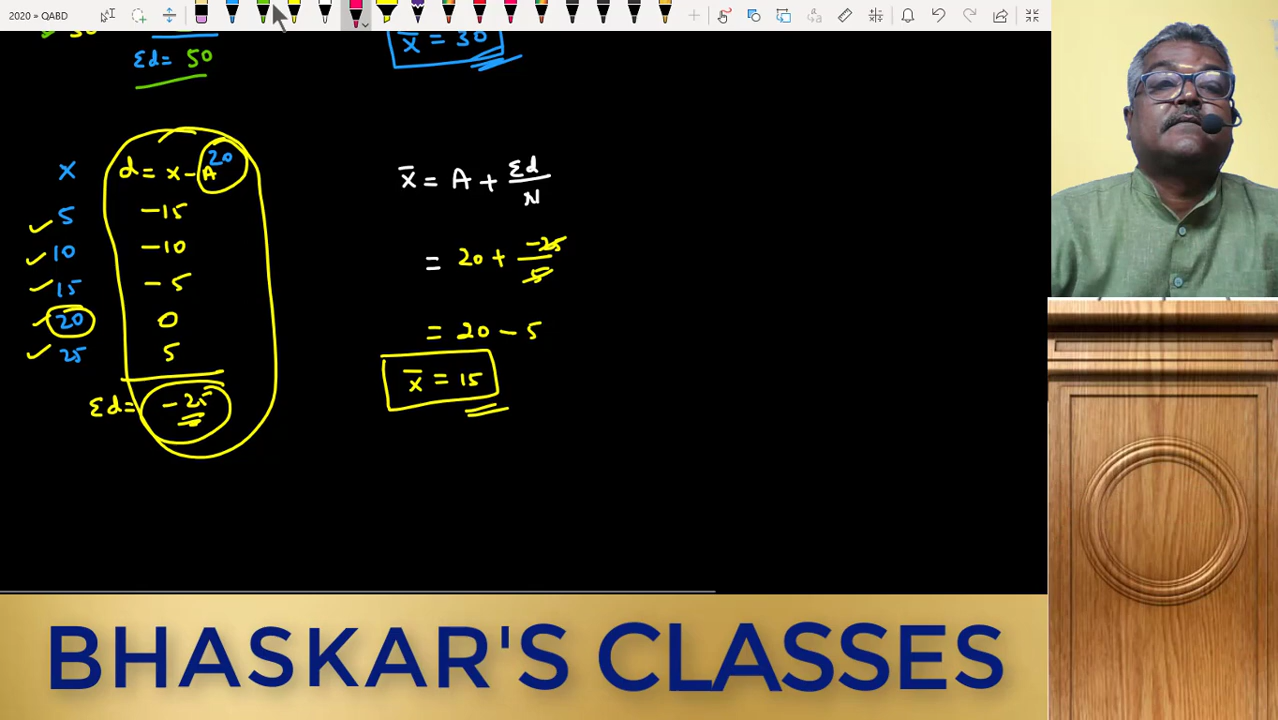 2020 » QABD
Σd = 50
x̄ = 30
x d = x - A 20
5 -15
10 -10
15 -5
20 0
25 5
Σd = -25
x̄ = A + Σd/N
= 20 + -25/5
= 20 - 5
x̄ = 15
BHASKAR'S CLASSES